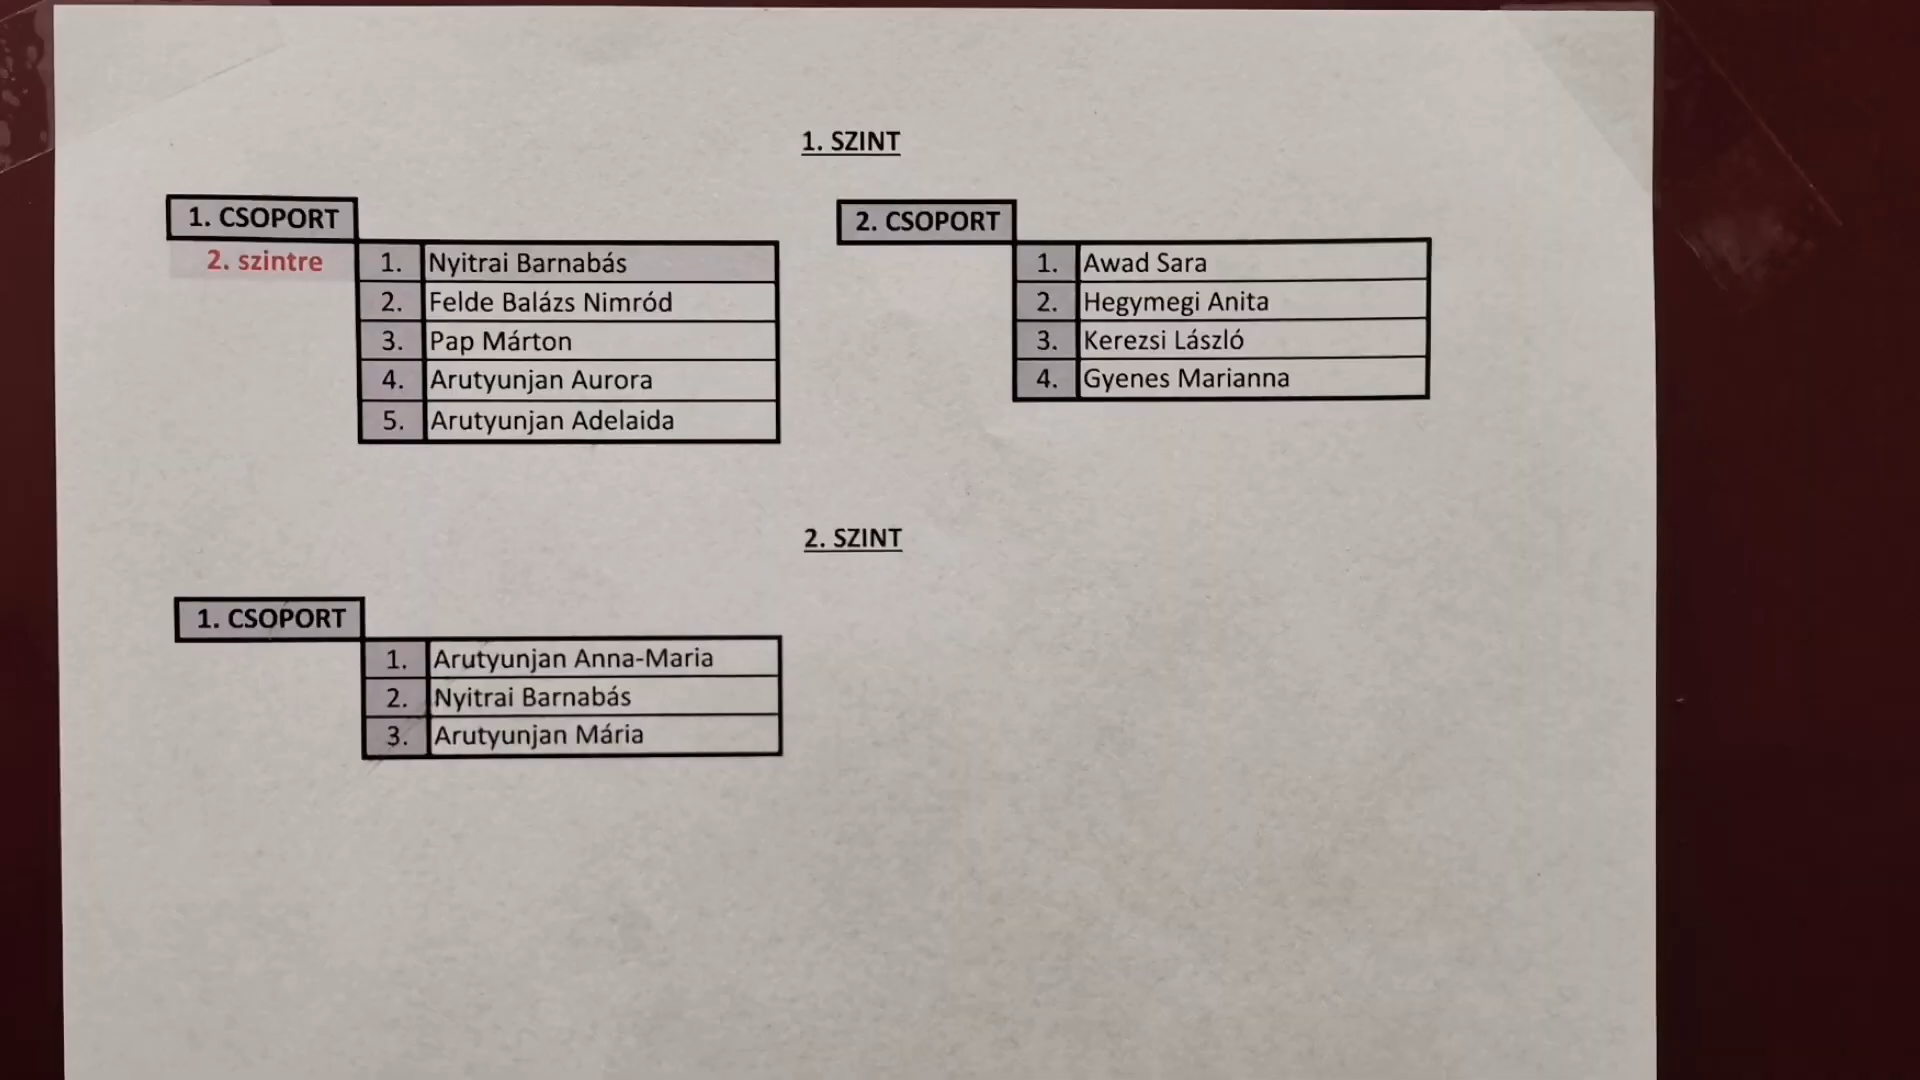 1. SZINT
1. CSOPORT
2. szintre
1. Nyitrai Barnabás
2. Felde Balázs Nimród
3. Pap Márton
4. Arutyunjan Aurora
5. Arutyunjan Adelaida
2. CSOPORT
1. Awad Sara
2. Hegymegi Anita
3. Kerezsi László
4. Gyenes Marianna
2. SZINT
1. CSOPORT
1. Arutyunjan Anna-Maria
2. Nyitrai Barnabás
3. Arutyunjan Mária